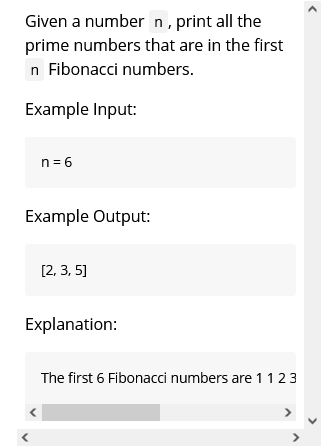 Given a number n, print all the
prime numbers that are in the first
n Fibonacci numbers.
Example Input:
n = 6
Example Output:
[2, 3, 5]
Explanation:
The first 6 Fibonacci numbers are 1 1 2 3